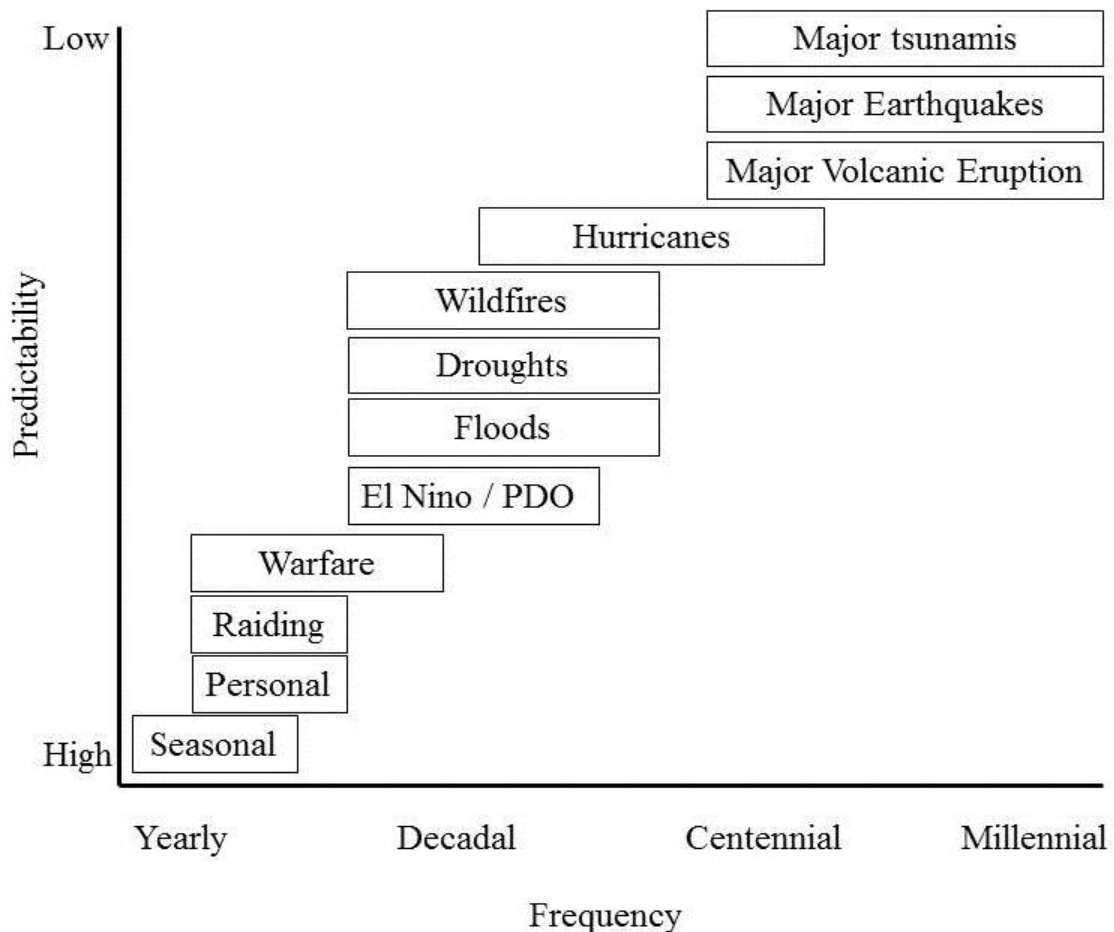 Low
Major tsunamis
Major Earthquakes
Major Volcanic Eruption
Hurricanes
Wildfires
Predictability
Droughts
Floods
El Nino / PDO
Warfare
Raiding
Personal
High
Seasonal
Yearly
Decadal
Centennial
Millennial
Frequency